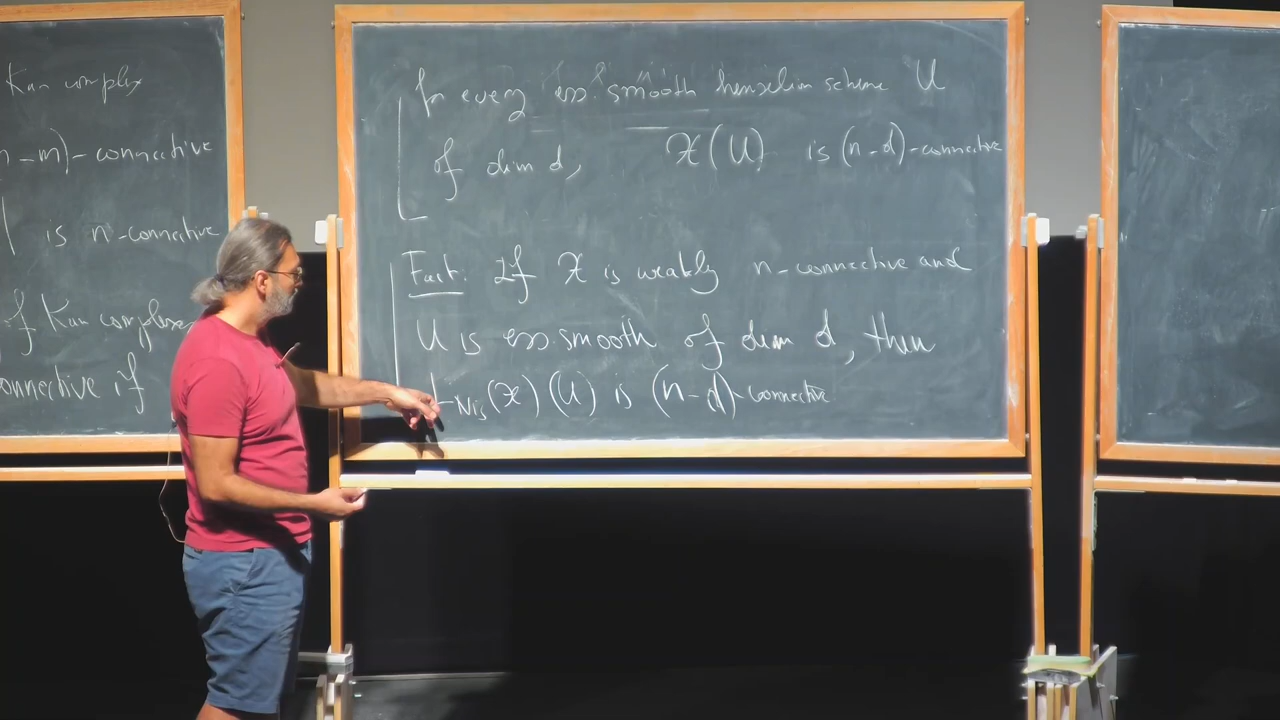 Kan complex
n-m)-connective
is n-connective
of Kan complexes
onnective if
for every ess. smooth henselian scheme U
of dim d, 𝒳(U) is (n-d)-connective
Fact: If 𝒳 is weakly n-connective and
U is ess. smooth of dim d, then
L_Nis(𝒳)(U) is (n-d)-connective